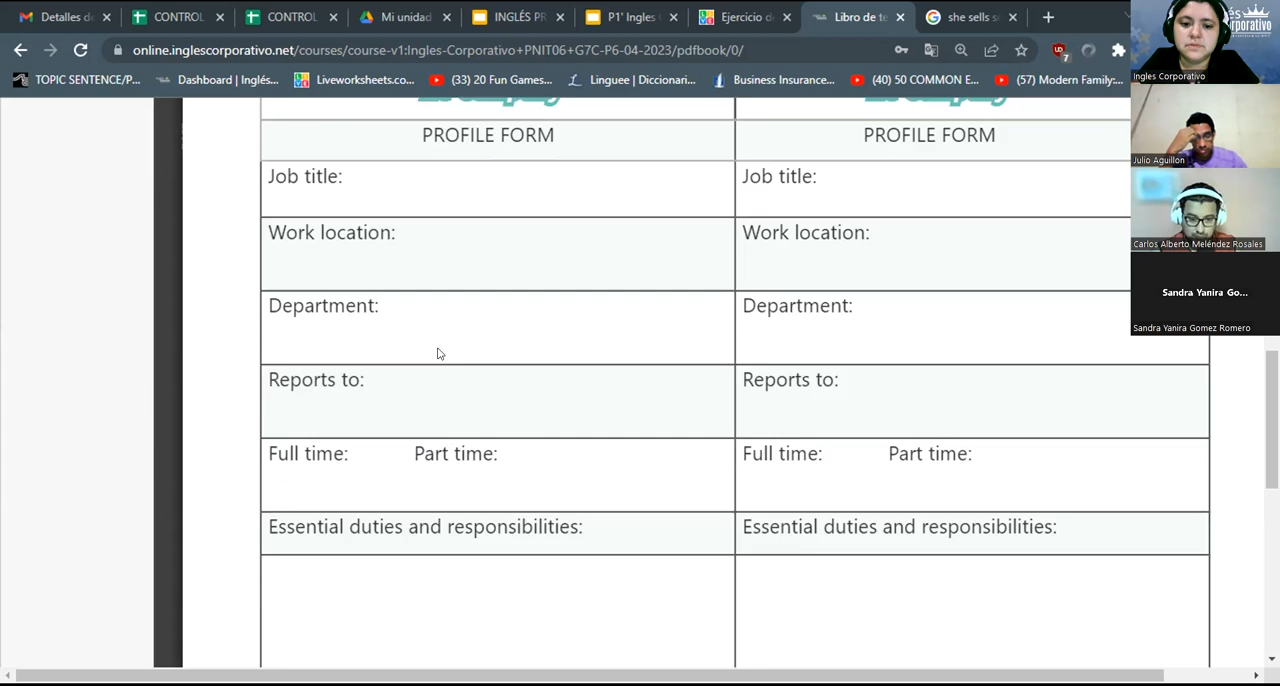 Detalles de
CONTROL
CONTROL
Mi unidad
INGLÉS PR
P1' Ingles
Ejercicio d
Libro de te
she sells s
online.inglescorporativo.net/courses/course-v1:Ingles-Corporativo+PNIT06+G7C-P6-04-2023/pdfbook/0/
7
TOPIC SENTENCE/P...
Dashboard | Inglés...
Liveworksheets.co...
(33) 20 Fun Games...
Linguee | Diccionari...
Business Insurance...
(40) 50 COMMON E...
(57) Modern Family:...
Ingles Corporativo
Julio Aguillon
Carlos Alberto Meléndez Rosales
Sandra Yanira Go...
Sandra Yanira Gomez Romero
PROFILE FORM
PROFILE FORM
Job title:
Job title:
Work location:
Work location:
Department:
Department:
Reports to:
Reports to:
Full time: Part time:
Full time: Part time:
Essential duties and responsibilities:
Essential duties and responsibilities: